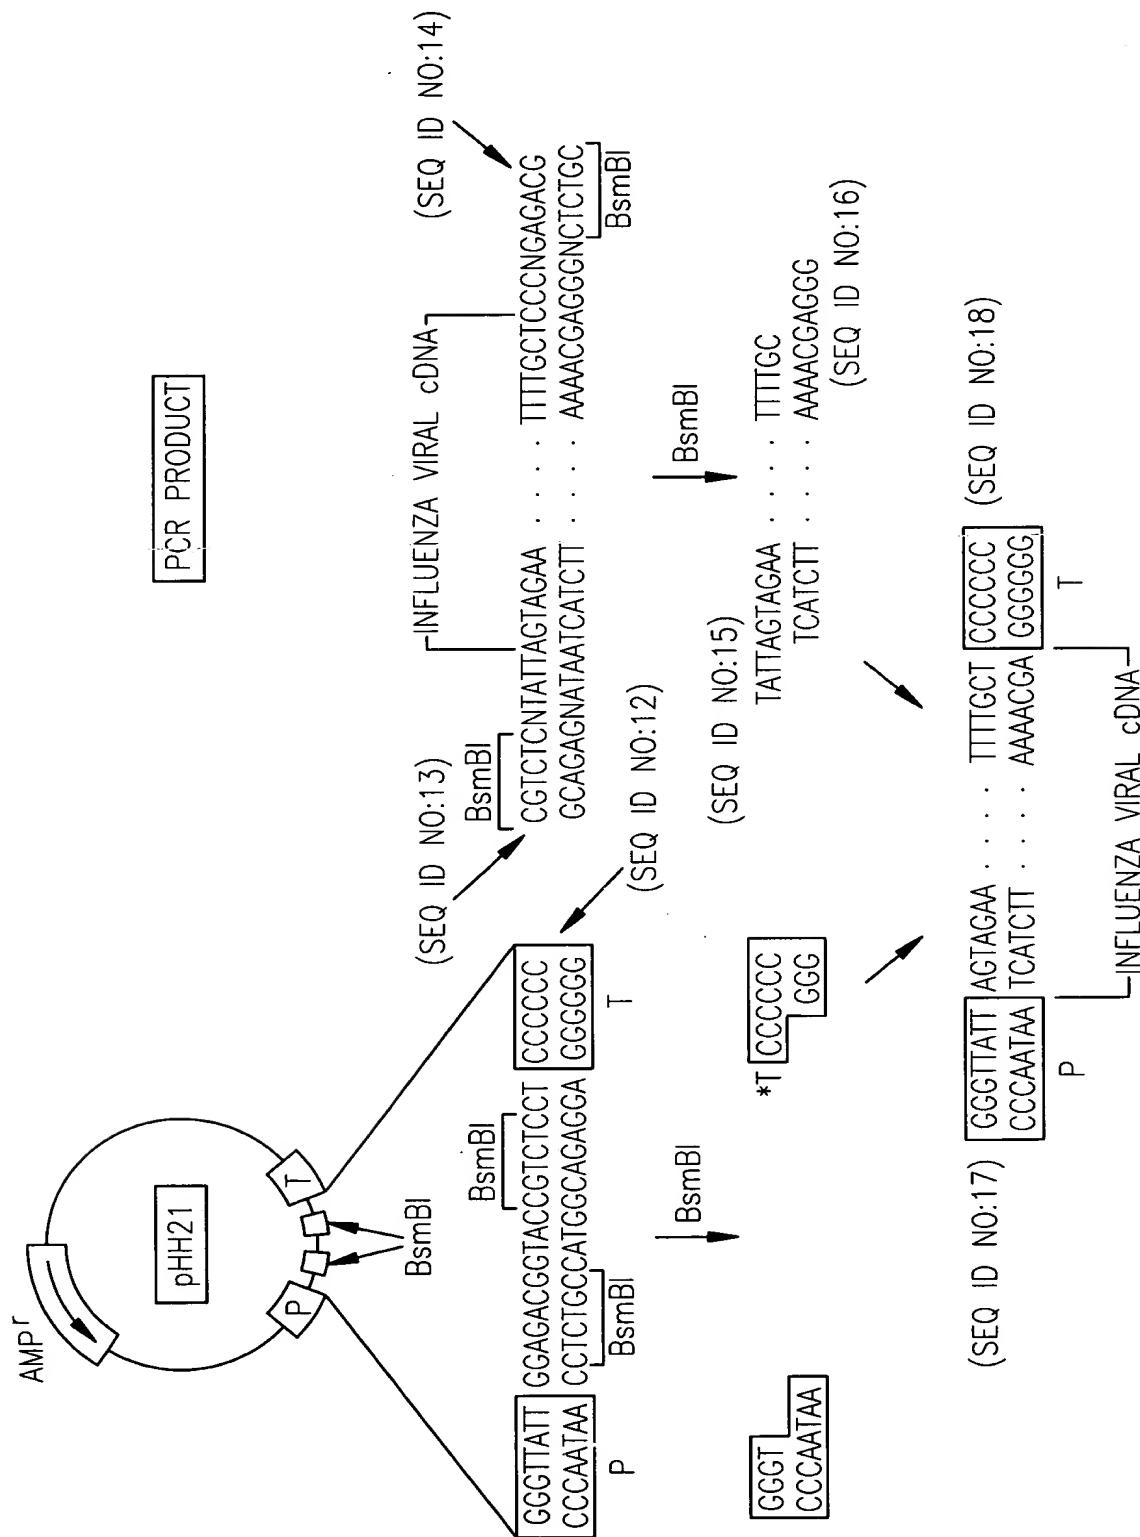 AMPr
pHH21
P
T
BsmBI
PCR PRODUCT
(SEQ ID NO:14)
INFLUENZA VIRAL cDNA
(SEQ ID NO:13)
BsmBI
CGTCTCNTATTAGTAGAA . . . . TTTTGCTCCCNGAGACG
GCAGAGNATAATCATCTT . . . . AAAACGAGGGNCTCTGC
BsmBI
BsmBI
GGGTTATT GGAGACGGTACCGTCTCCT CCCCCC
CCCAATAA CCTCTGCCATGGCAGAGGA GGGGGG
P
BsmBI
T
(SEQ ID NO:12)
BsmBI
BsmBI
(SEQ ID NO:15)
TATTAGTAGAA . . . . TTTTGC
TCATCTT . . . . AAAACGAGGG
(SEQ ID NO:16)
GGGT
CCCAATAA
*T CCCCCC
GGG
(SEQ ID NO:17)
(SEQ ID NO:18)
GGGTTATT AGTAGAA . . . . TTTTGCT CCCCCC
CCCAATAA TCATCTT . . . . AAAACGA GGGGGG
P
T
INFLUENZA VIRAL cDNA